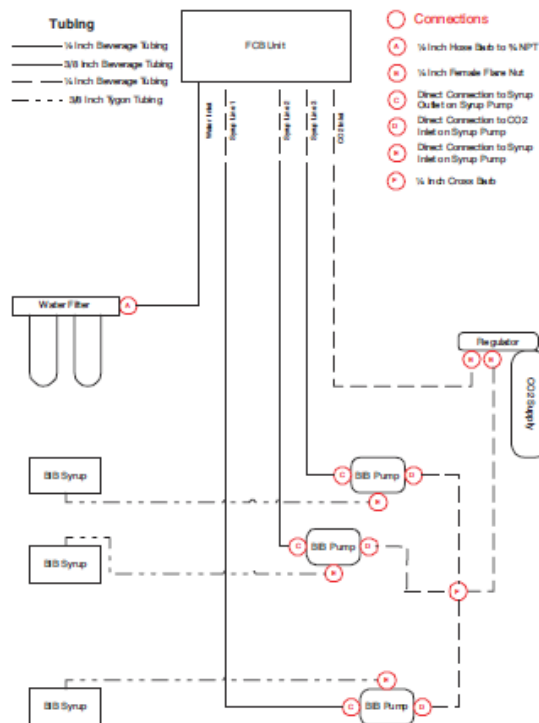 Tubing
¼ Inch Beverage Tubing
3/8 Inch Beverage Tubing
¼ Inch Beverage Tubing
3/8 Inch Tygon Tubing
FCB Unit
Connections
A
Inch Hose Barb to NPT
B
¼ Inch Female Flare Nut
C
Direct Connection to Syrup
Outlet on Syrup Pump
D
Direct Connection to CO2
Inlet on Syrup Pump
Direct Connection to Syrup
Inlet on Syrup Pump
F
¼ Inch Cross Barb
Water Inlet
Syrup Line 1
Syrup Line 2
Syrup Line 3
CO2 Inlet
Water Filter
A
Regulator
B
B
CO2 Supply
BIB Syrup
C
BIB Pump
D
BIB Syrup
C
BIB Pump
D
F
BIB Syrup
C
BIB Pump
D